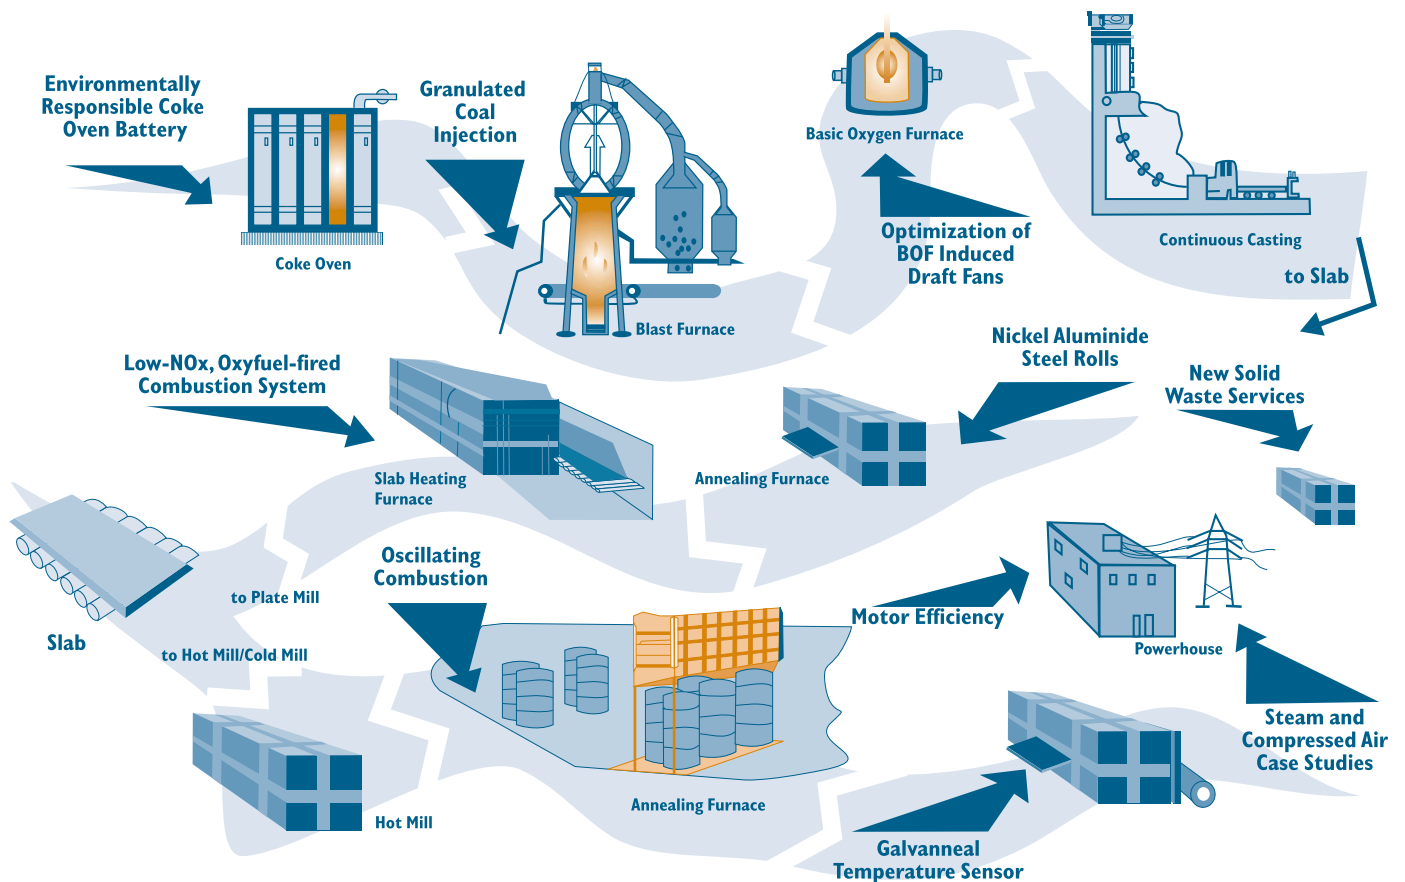 Environmentally
Responsible Coke
Oven Battery
Coke Oven
Granulated
Coal
Injection
Blast Furnace
Basic Oxygen Furnace
Optimization of
BOF Induced
Draft Fans
Continuous Casting
to Slab
Low-NOx, Oxyfuel-fired
Combustion System
Slab Heating
Furnace
Nickel Aluminide
Steel Rolls
Annealing Furnace
New Solid
Waste Services
Slab
to Plate Mill
to Hot Mill/Cold Mill
Oscillating
Combustion
Annealing Furnace
Hot Mill
Motor Efficiency
Powerhouse
Steam and
Compressed Air
Case Studies
Galvanneal
Temperature Sensor